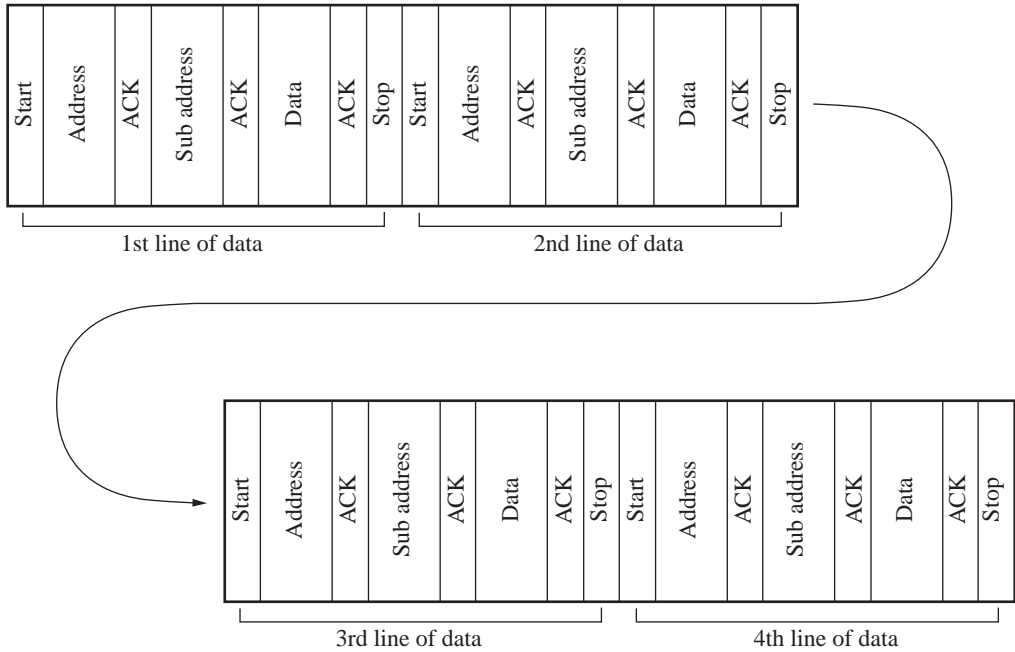 Start Address ACK Sub address ACK Data ACK Stop Start Address ACK Sub address ACK Data ACK Stop
1st line of data 2nd line of data
Start Address ACK Sub address ACK Data ACK Stop Start Address ACK Sub address ACK Data ACK Stop
3rd line of data 4th line of data